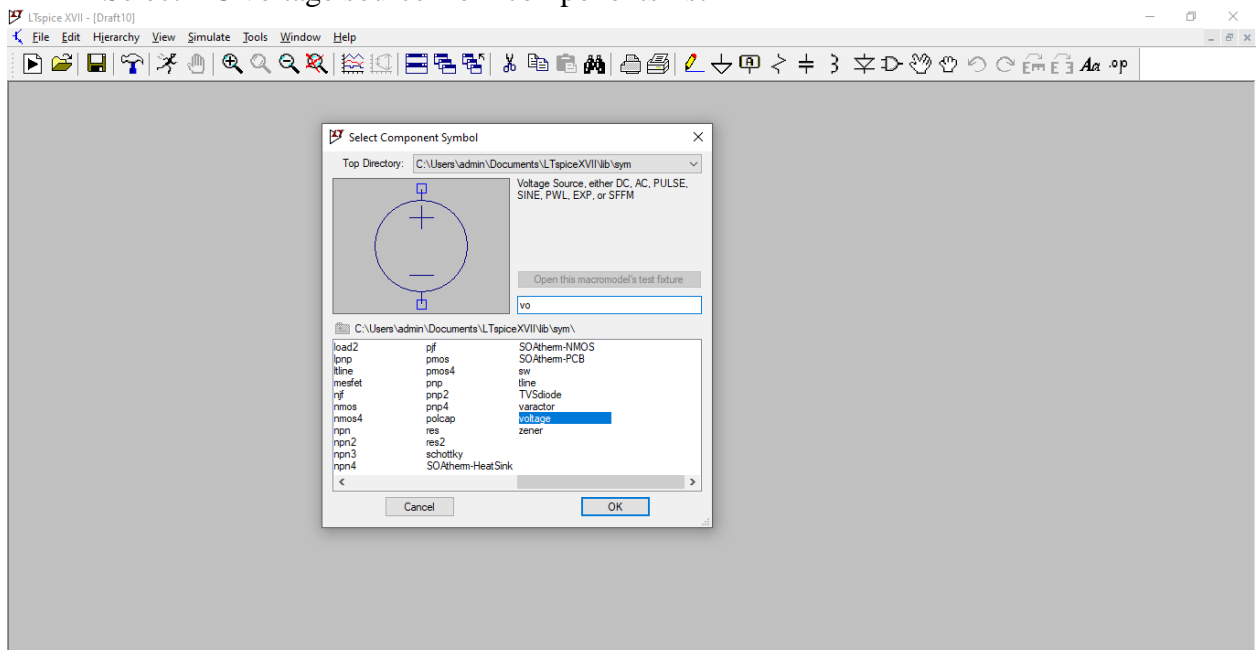 LTspice XVII - [Draft10]
File Edit Hierarchy View Simulate Tools Window Help
Aa .op
Select Component Symbol
Top Directory: C:\Users\admin\Documents\LTspiceXVII\lib\sym
Voltage Source, either DC, AC, PULSE,
SINE, PWL, EXP, or SFFM
Open this macromodel's test fixture
vo
C:\Users\admin\Documents\LTspiceXVII\lib\sym\
load2 pjf SOAtherm-NMOS
lpnp pmos SOAtherm-PCB
ltline pmos4 sw
mesfet pnp tline
njf pnp2 TVSdiode
nmos pnp4 varactor
nmos4 polcap voltage
npn res zener
npn2 res2
npn3 schottky
npn4 SOAtherm-HeatSink
Cancel OK